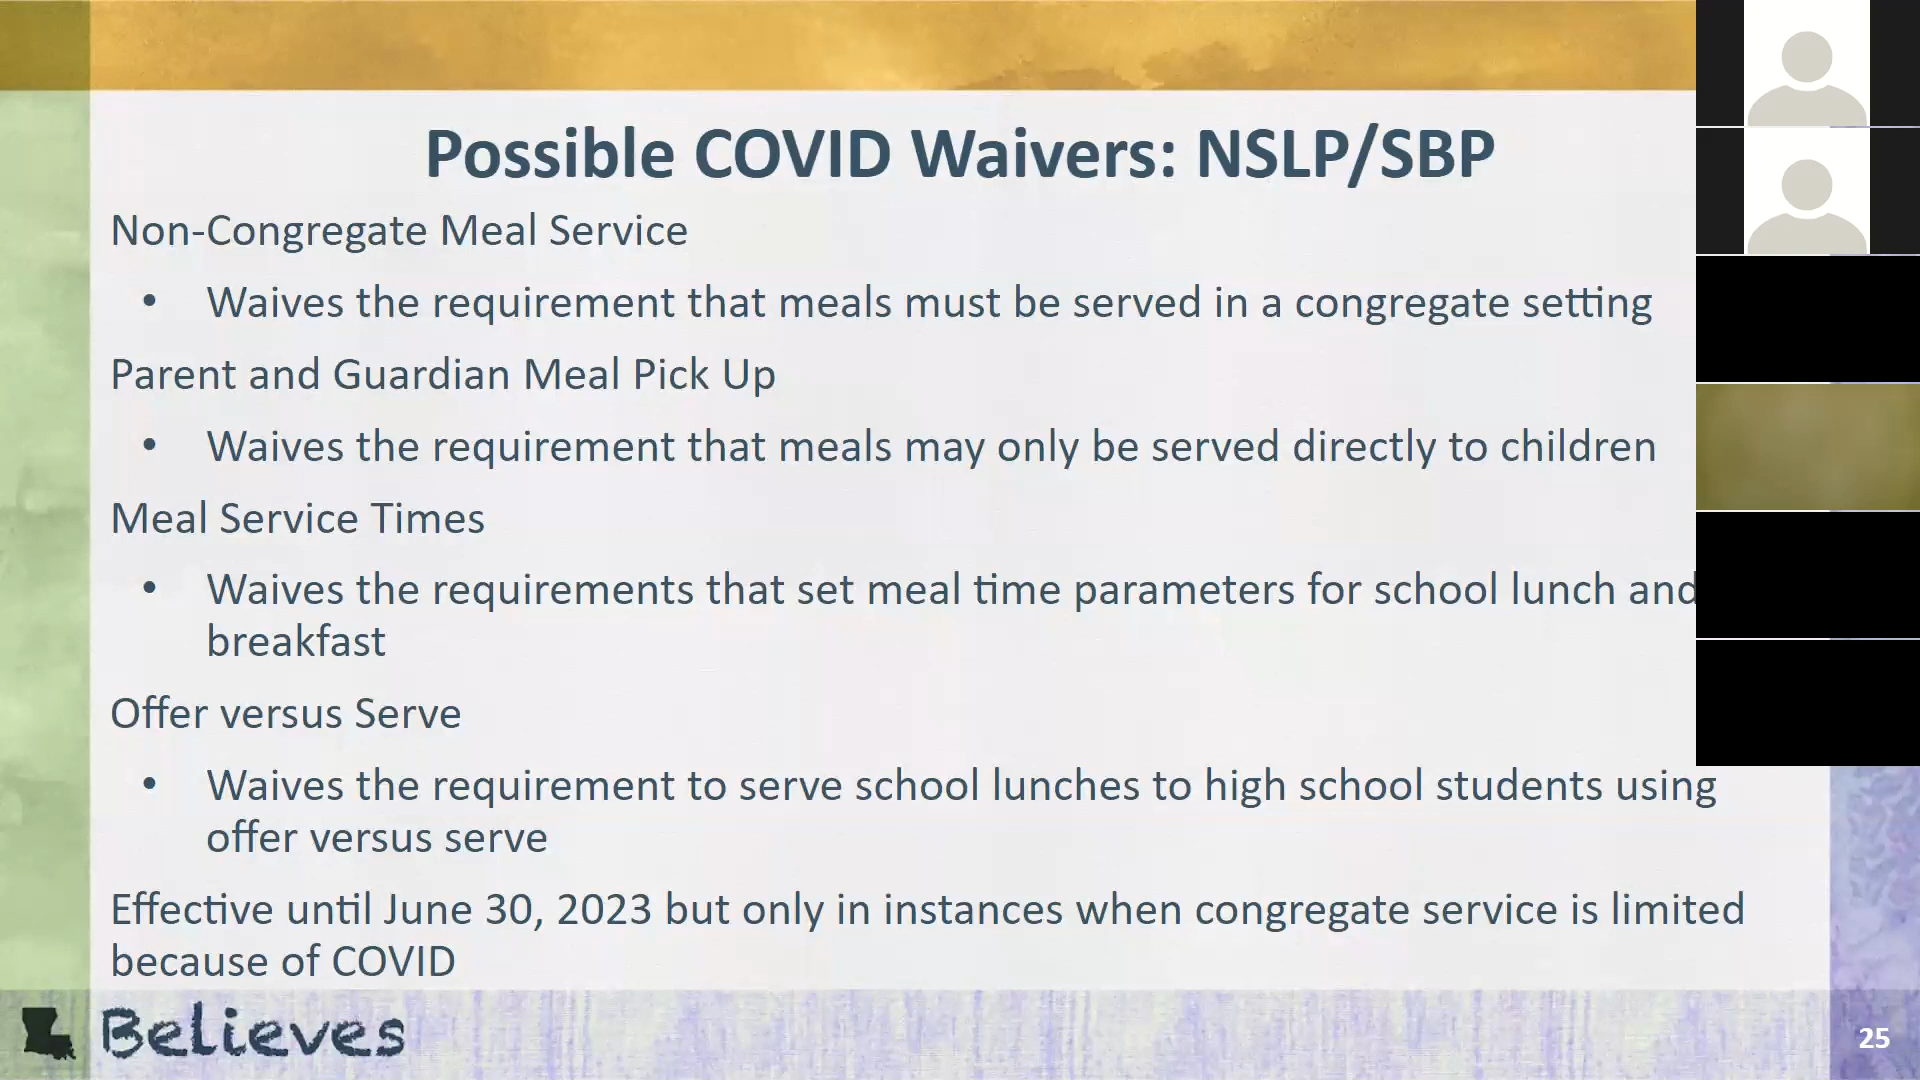 Possible COVID Waivers: NSLP/SBP
Non-Congregate Meal Service
• Waives the requirement that meals must be served in a congregate setting
Parent and Guardian Meal Pick Up
• Waives the requirement that meals may only be served directly to children
Meal Service Times
• Waives the requirements that set meal time parameters for school lunch and
breakfast
Offer versus Serve
• Waives the requirement to serve school lunches to high school students using
offer versus serve
Effective until June 30, 2023 but only in instances when congregate service is limited
because of COVID
Believes
25